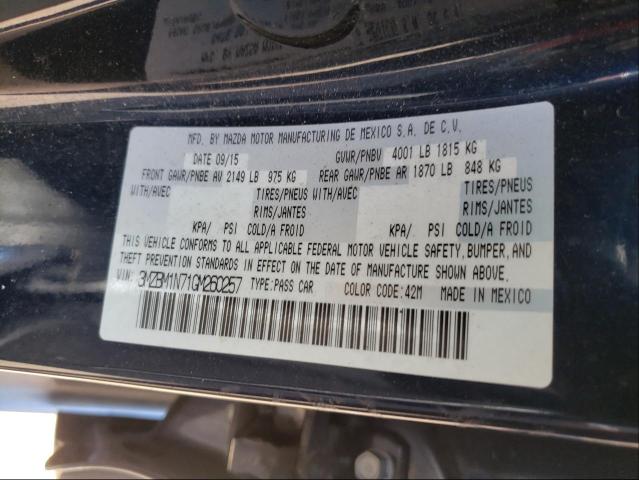 MFD. BY MAZDA MOTOR MANUFACTURING DE MEXICO S.A. DE C.V.
DATE 09/15 GVWR/PNBV 4001 LB 1815 KG
FRONT GAWR/PNBE AV 2149 LB 975 KG REAR GAWR/PNBE AR 1870 LB 848 KG
WITH/AVEC TIRES/PNEUS WITH/AVEC TIRES/PNEUS
RIMS/JANTES RIMS/JANTES
KPA/ PSI COLD/A FROID KPA/ PSI COLD/A FROID
THIS VEHICLE CONFORMS TO ALL APPLICABLE FEDERAL MOTOR VEHICLE SAFETY, BUMPER, AND
THEFT PREVENTION STANDARDS IN EFFECT ON THE DATE OF MANUFACTURE SHOWN ABOVE.
VIN: 3MZBM1N71GM260257 TYPE:PASS CAR COLOR CODE:42M MADE IN MEXICO